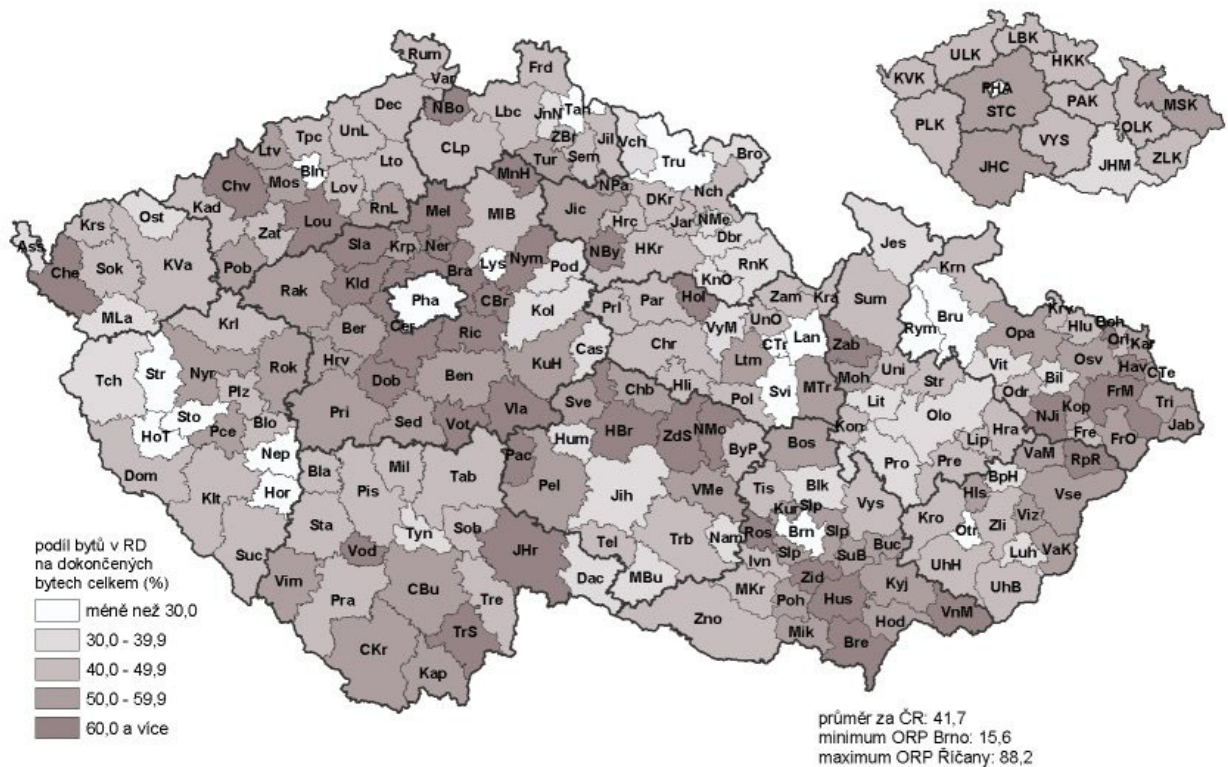 Rum
Frd
Var
Dec
NBo
Lbc
JnN
Tan
Tpc
UnL
ZBr
Jil
Vch
Ltv
CLp
Sem
Tru
Bro
Bln
Lto
Tur
Chv
Mos
Lov
MnH
NPa
Nch
Ost
Kad
RnL
Mel
MlB
Jic
DKr
Krs
Lou
Hrc
Jar
NMe
Ass
Zat
Sla
Krp
Ner
NBy
HKr
Dbr
Che
Sok
KVa
Pob
Lys
Nym
Pod
RnK
Kld
Bra
KnO
MLa
Rak
Pha
CBr
Kol
Prl
Par
Hol
Zam
Kra
Krl
Ber
Cer
Ric
VyM
UnO
CTr
Lan
Tch
Str
Nyr
Rok
Hrv
Cas
Chr
Ltm
Plz
Dob
Ben
KuH
Hli
Svi
MTr
Sto
Pri
Chb
Pol
HoT
Pce
Blo
Sed
Vot
Vla
Sve
Nep
Hum
HBr
ZdS
NMo
ByP
Bos
Dom
Bla
Mil
Tab
Pac
Klt
Hor
Pis
Pel
Jih
VMe
Tis
Blk
Suc
Sta
Tyn
Sob
Kur
Slp
Vys
Vod
JHr
Tel
Trb
Nam
Ros
Brn
Slp
Vim
Pra
CBu
Tre
Dac
MBu
Ivn
Slp
SuB
Buc
MKr
Zid
Kyj
CKr
TrS
Zno
Poh
Hus
Kap
Mik
Hod
VnM
Bre
Jes
Krn
Sum
Rym
Bru
Zab
Opa
Krv
Hlu
Boh
Orl
Kar
Moh
Uni
Vit
Osv
Hav
CTe
Str
Bil
Lit
Odr
FrM
Tri
Kon
Olo
Hra
NJi
Kop
Fre
FrO
Jab
Lip
Pro
Pre
VaM
RpR
BpH
Hls
Vse
Kro
Otr
Zli
Viz
Luh
VaK
UhH
UhB
LBK
ULK
HKK
KVK
PHA
STC
PAK
MSK
PLK
OLK
VYS
JHC
JHM
ZLK
podíl bytů v RD
na dokončených
bytech celkem (%)
méně než 30,0
30,0 - 39,9
40,0 - 49,9
50,0 - 59,9
60,0 a více
průměr za ČR: 41,7
minimum ORP Brno: 15,6
maximum ORP Říčany: 88,2